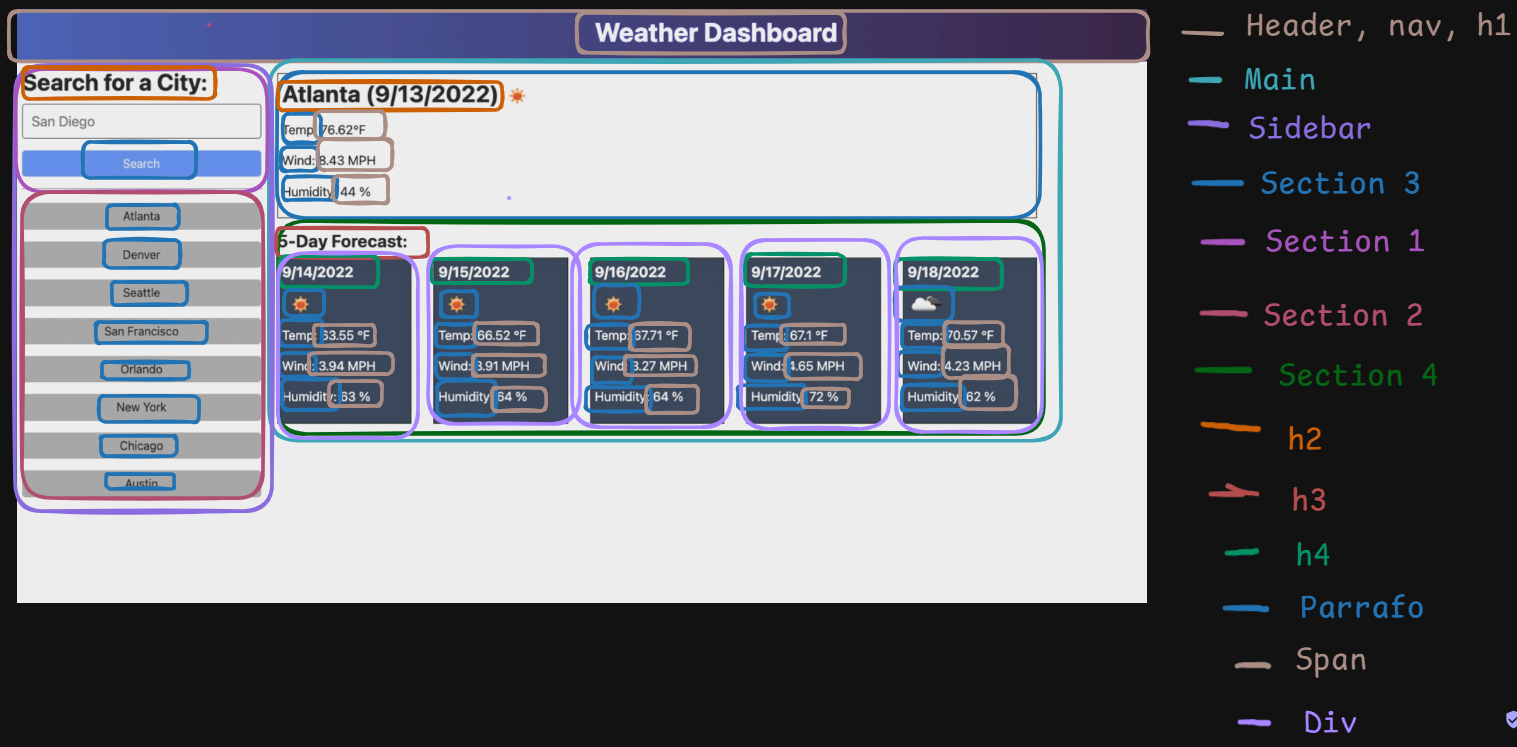 Weather Dashboard
Search for a City:
San Diego
Search
Atlanta
Denver
Seattle
San Francisco
Orlando
New York
Chicago
Austin
Atlanta (9/13/2022)
Temp: 76.62°F
Wind: 8.43 MPH
Humidity: 44 %
5-Day Forecast:
9/14/2022
Temp: 63.55 °F
Wind: 3.94 MPH
Humidity: 63 %
9/15/2022
Temp: 66.52 °F
Wind: 3.91 MPH
Humidity: 64 %
9/16/2022
Temp: 67.71 °F
Wind: 3.27 MPH
Humidity: 64 %
9/17/2022
Temp: 67.1 °F
Wind: 4.65 MPH
Humidity: 72 %
9/18/2022
Temp: 70.57 °F
Wind: 4.23 MPH
Humidity: 62 %
Header, nav, h1
Main
Sidebar
Section 3
Section 1
Section 2
Section 4
h2
h3
h4
Parrafo
Span
Div